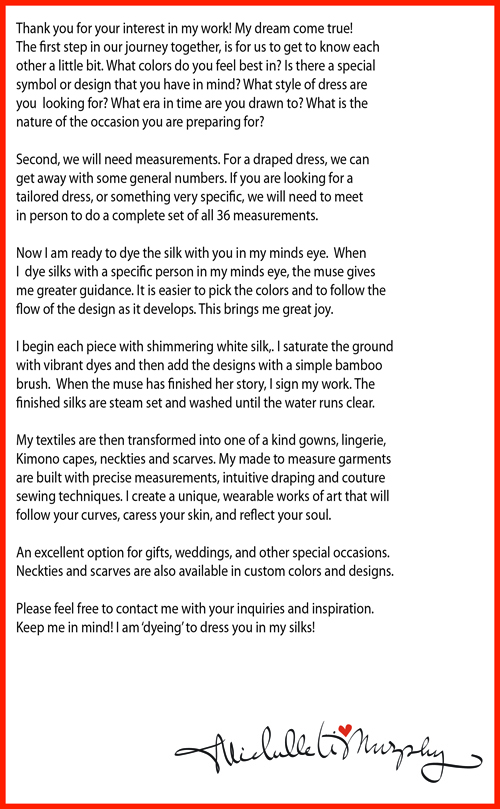 Thank you for your interest in my work! My dream come true!
The first step in our journey together, is for us to get to know each
other a little bit. What colors do you feel best in? Is there a special
symbol or design that you have in mind? What style of dress are
you  looking for? What era in time are you drawn to? What is the
nature of the occasion you are preparing for?

Second, we will need measurements. For a draped dress, we can
get away with some general numbers. If you are looking for a
tailored dress, or something very specific, we will need to meet
in person to do a complete set of all 36 measurements.

Now I am ready to dye the silk with you in my minds eye.  When
I  dye silks with a specific person in my minds eye, the muse gives
me greater guidance. It is easier to pick the colors and to follow the
flow of the design as it develops. This brings me great joy.

I begin each piece with shimmering white silk,. I saturate the ground
with vibrant dyes and then add the designs with a simple bamboo
brush.  When the muse has finished her story, I sign my work. The
finished silks are steam set and washed until the water runs clear.

My textiles are then transformed into one of a kind gowns, lingerie,
Kimono capes, neckties and scarves. My made to measure garments
are built with precise measurements, intuitive draping and couture
sewing techniques. I create a unique, wearable works of art that will
follow your curves, caress your skin, and reflect your soul.

An excellent option for gifts, weddings, and other special occasions.
Neckties and scarves are also available in custom colors and designs.

Please feel free to contact me with your inquiries and inspiration.
Keep me in mind! I am ‘dyeing’ to dress you in my silks!

Murphy